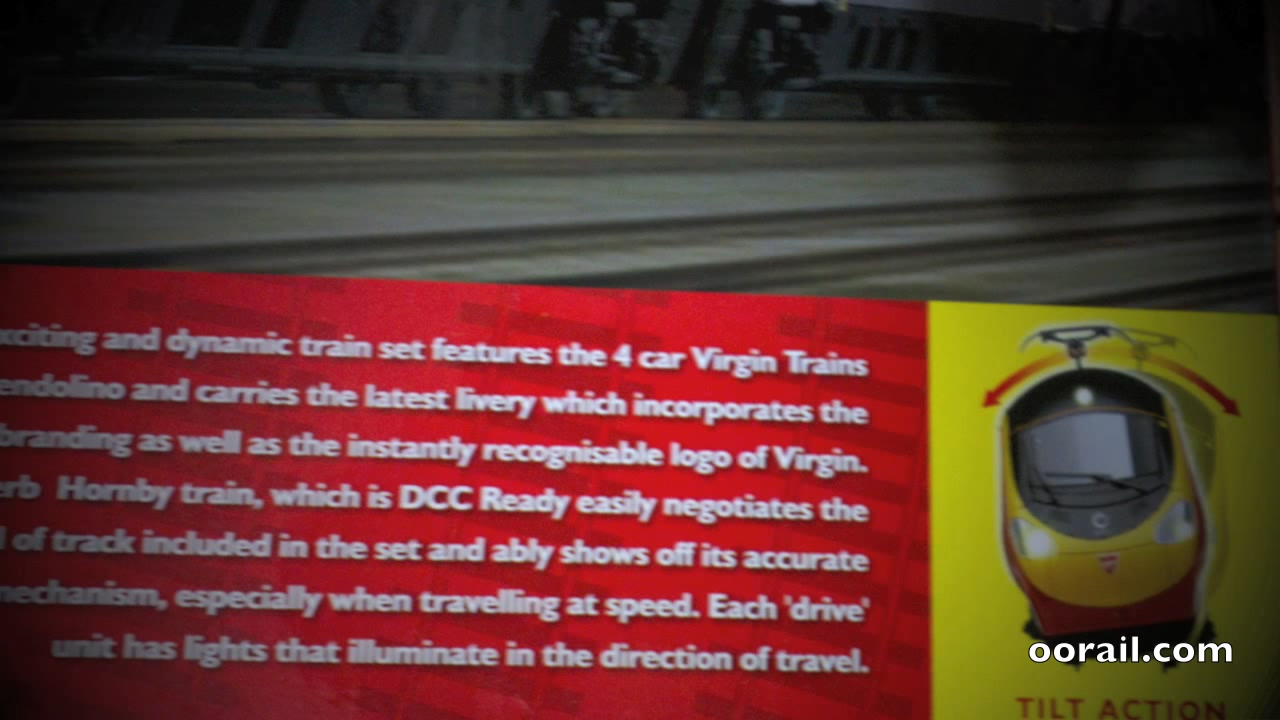 exciting and dynamic train set features the 4 car Virgin Trains
endolino and carries the latest livery which incorporates the
branding as well as the instantly recognisable logo of Virgin.
erb Hornby train, which is DCC Ready easily negotiates the
of track included in the set and ably shows off its accurate
mechanism, especially when travelling at speed. Each 'drive'
unit has lights that illuminate in the direction of travel.
oorail.com
TILT ACTION